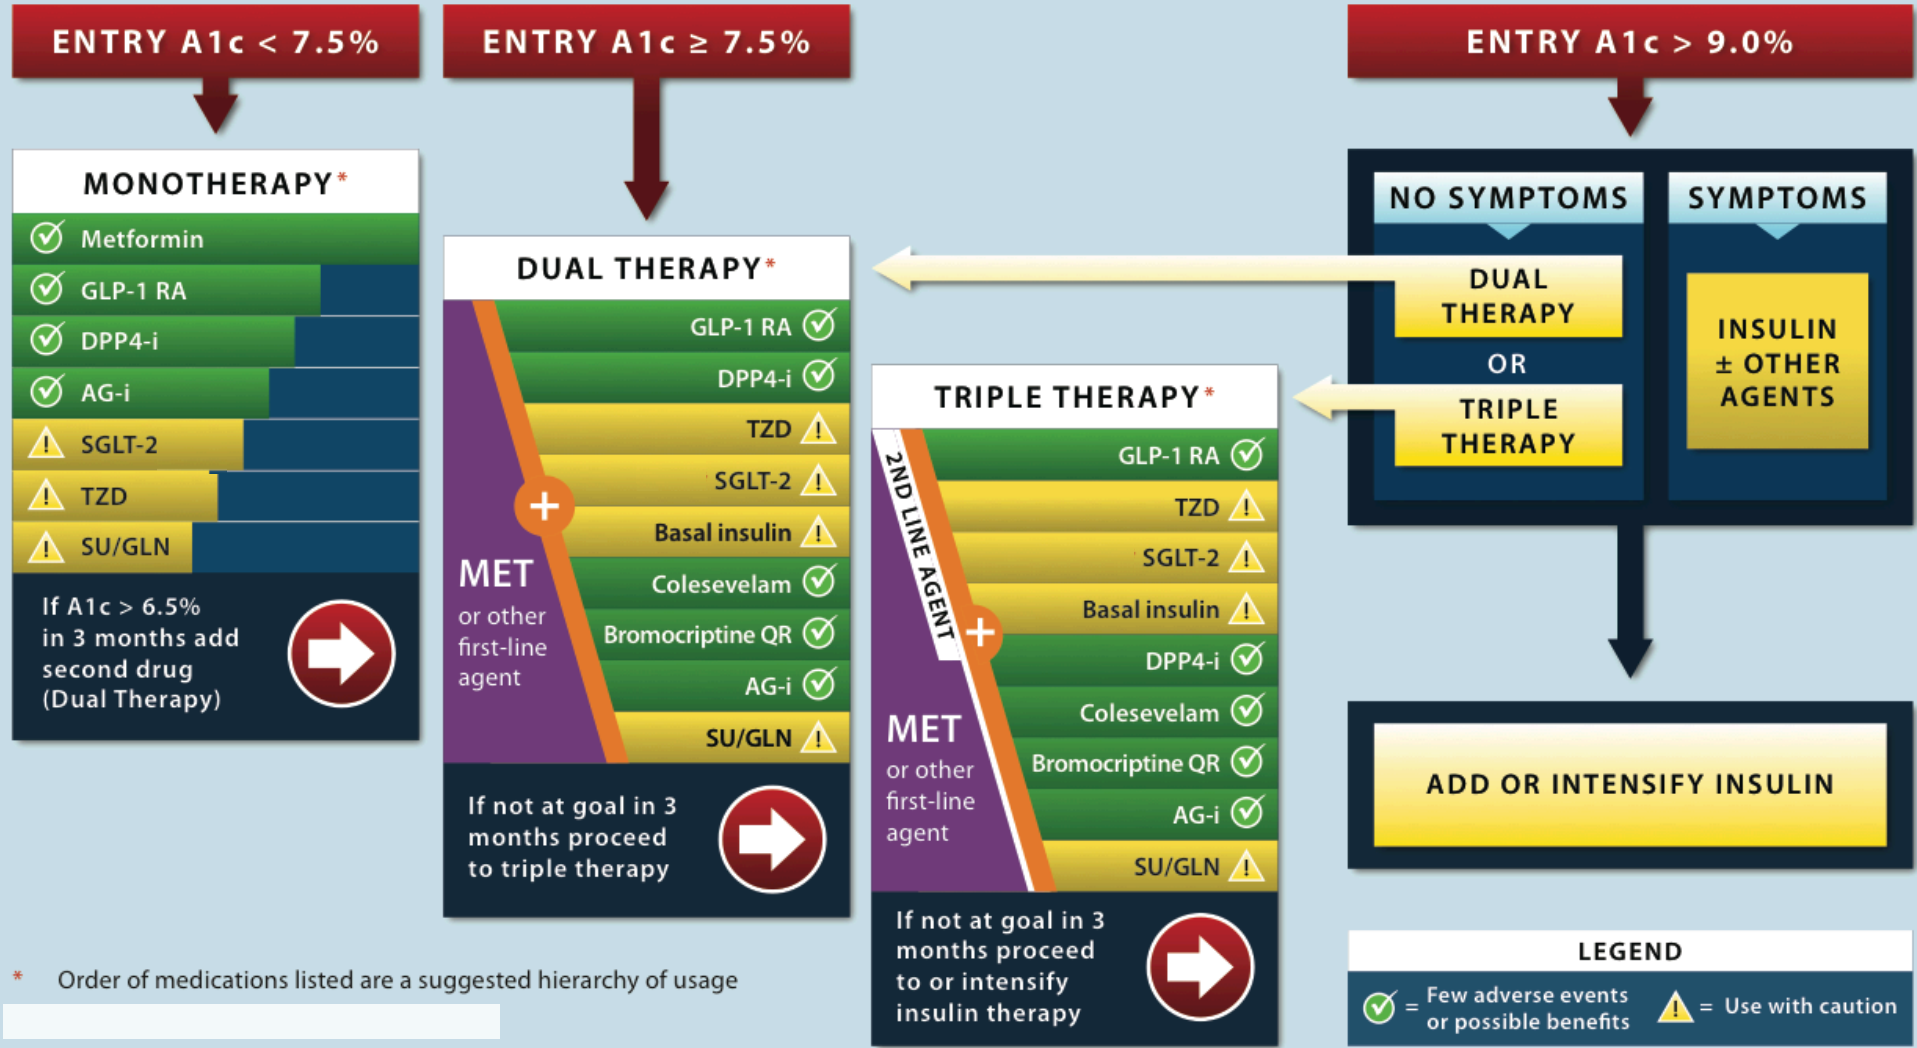 ENTRY A1c < 7.5%
MONOTHERAPY*
Metformin
GLP-1 RA
DPP4-i
AG-i
SGLT-2
TZD
SU/GLN
If A1c > 6.5%
in 3 months add
second drug
(Dual Therapy)
ENTRY A1c ≥ 7.5%
DUAL THERAPY*
GLP-1 RA
DPP4-i
TZD
SGLT-2
Basal insulin
Colesevelam
Bromocriptine QR
AG-i
SU/GLN
+
MET
or other
first-line
agent
If not at goal in 3
months proceed
to triple therapy
TRIPLE THERAPY*
GLP-1 RA
TZD
SGLT-2
Basal insulin
DPP4-i
Colesevelam
Bromocriptine QR
AG-i
SU/GLN
2ND LINE AGENT
+
MET
or other
first-line
agent
If not at goal in 3
months proceed
to or intensify
insulin therapy
ENTRY A1c > 9.0%
NO SYMPTOMS
DUAL
THERAPY
OR
TRIPLE
THERAPY
SYMPTOMS
INSULIN
± OTHER
AGENTS
ADD OR INTENSIFY INSULIN
LEGEND
= Few adverse events
or possible benefits
= Use with caution
* Order of medications listed are a suggested hierarchy of usage